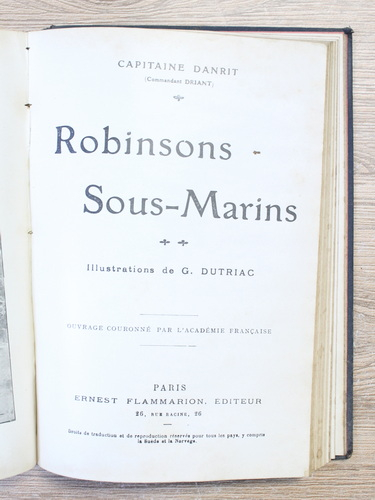 CAPITAINE DANRIT
(Commandant DRIANT)
Robinsons -
Sous-Marins
Illustrations de G. DUTRIAC
OUVRAGE COURONNÉ PAR L'ACADÉMIE FRANÇAISE
PARIS
ERNEST FLAMMARION, EDITEUR
26, RUE RACINE, 26
Droits de traduction et de reproduction réservés pour tous les pays, y compris
la Suède et la Norvège.